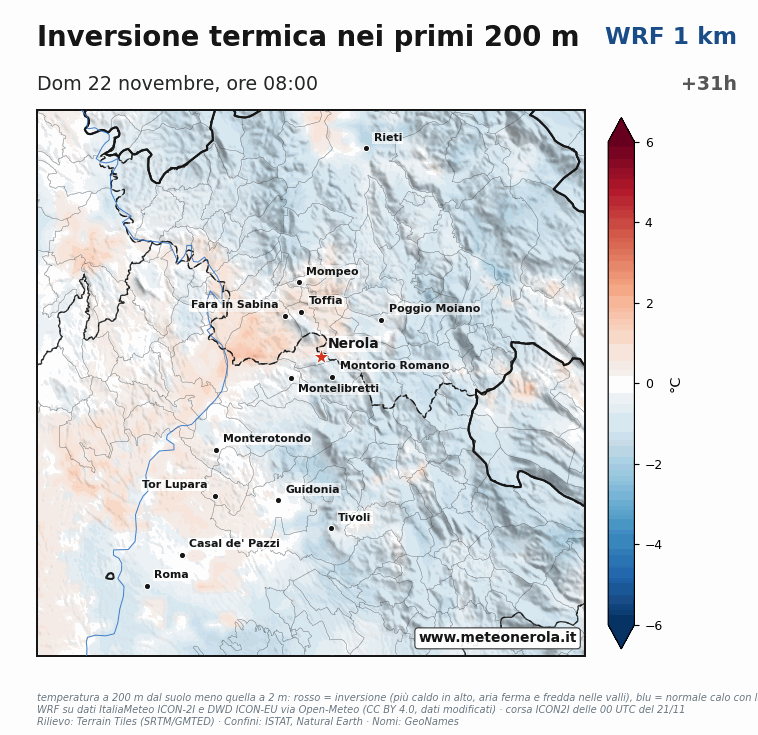 Inversione termica nei primi 200 m WRF 1 km
Dom 22 novembre, ore 08:00 +31h
Rieti
Mompeo
Fara in Sabina
Toffia
Poggio Moiano
Nerola
Montorio Romano
Montelibretti
Monterotondo
Tor Lupara
Guidonia
Tivoli
Casal de' Pazzi
Roma
www.meteonerola.it
6
4
2
0
−2
−4
−6
°C
temperatura a 200 m dal suolo meno quella a 2 m: rosso = inversione (più caldo in alto, aria ferma e fredda nelle valli), blu = normale calo con
WRF su dati ItaliaMeteo ICON-2I e DWD ICON-EU via Open-Meteo (CC BY 4.0, dati modificati) · corsa ICON2I delle 00 UTC del 21/11
Rilievo: Terrain Tiles (SRTM/GMTED) · Confini: ISTAT, Natural Earth · Nomi: GeoNames